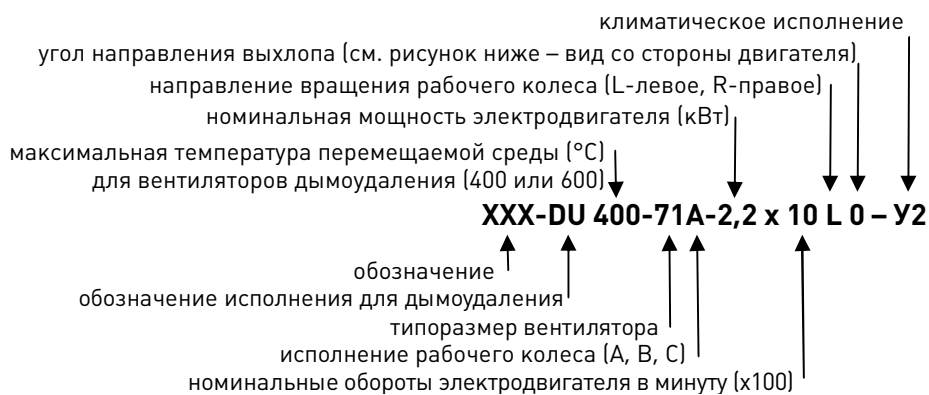 климатическое исполнение
угол направления выхлопа (см. рисунок ниже – вид со стороны двигателя)
направление вращения рабочего колеса (L-левое, R-правое)
номинальная мощность электродвигателя (кВт)
максимальная температура перемещаемой среды (°C)
для вентиляторов дымоудаления (400 или 600)
XXX-DU 400-71A-2,2 x 10 L 0 – У2
обозначение
обозначение исполнения для дымоудаления
типоразмер вентилятора
исполнение рабочего колеса (A, B, C)
номинальные обороты электродвигателя в минуту (x100)